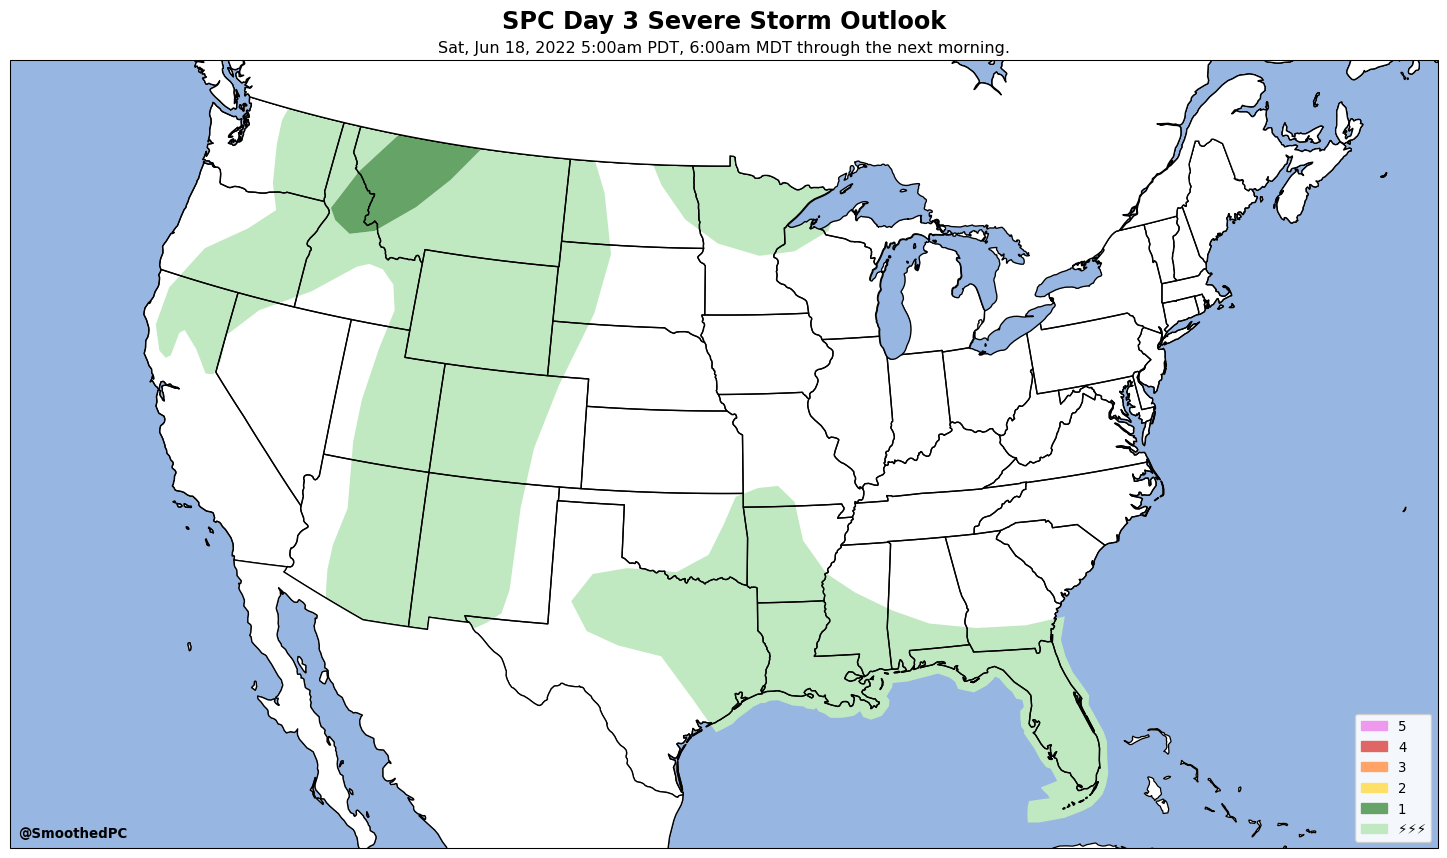 SPC Day 3 Severe Storm Outlook
Sat, Jun 18, 2022 5:00am PDT, 6:00am MDT through the next morning.
5
4
3
2
1
⚡⚡⚡
@SmoothedPC